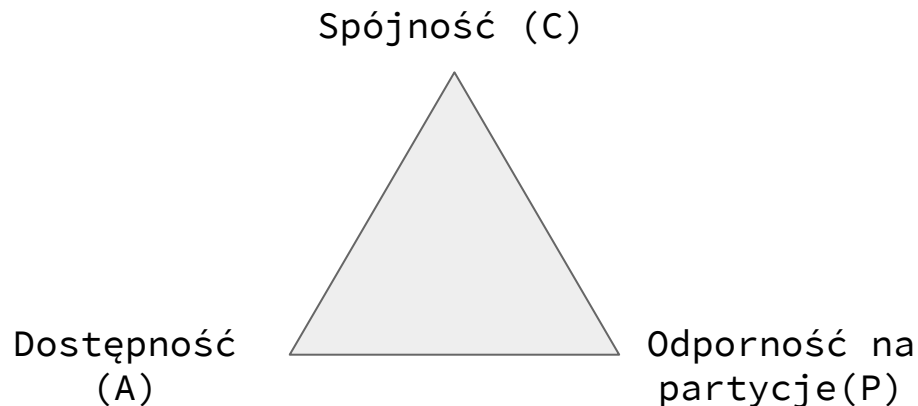 Spójność (C)
Dostępność
(A)
Odporność na
partycje(P)